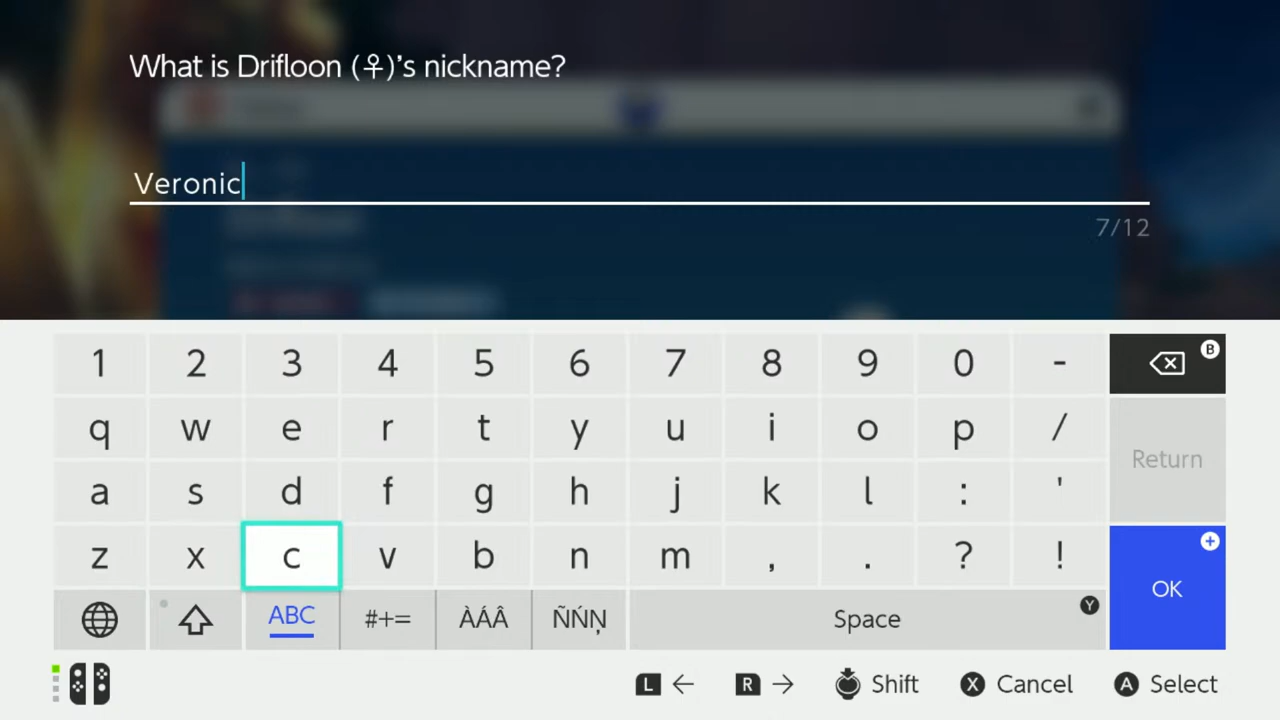 What is Drifloon (♀)'s nickname?
Veronic
7/12
1 2 3 4 5 6 7 8 9 0 - B
q w e r t y u i o p /
Return
a s d f g h j k l : '
z x c v b n m , . ? ! +
OK
ABC #+= ÀÁÂ ÑŃŅ Space Y
L ← R → Shift X Cancel A Select